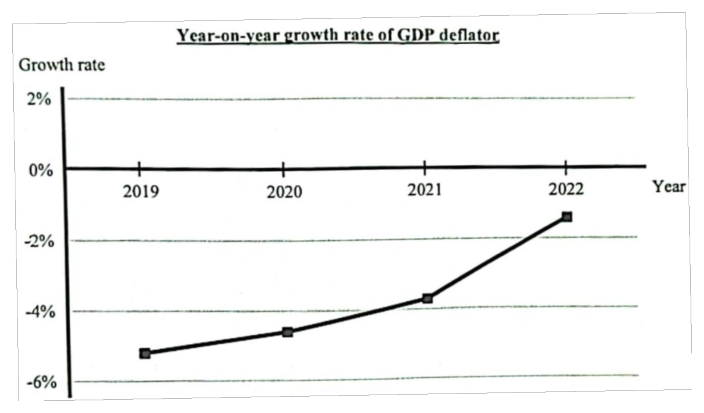 Year-on-year growth rate of GDP deflator
Growth rate
2%
0%
2019 2020 2021 2022 Year
-2%
-4%
-6%